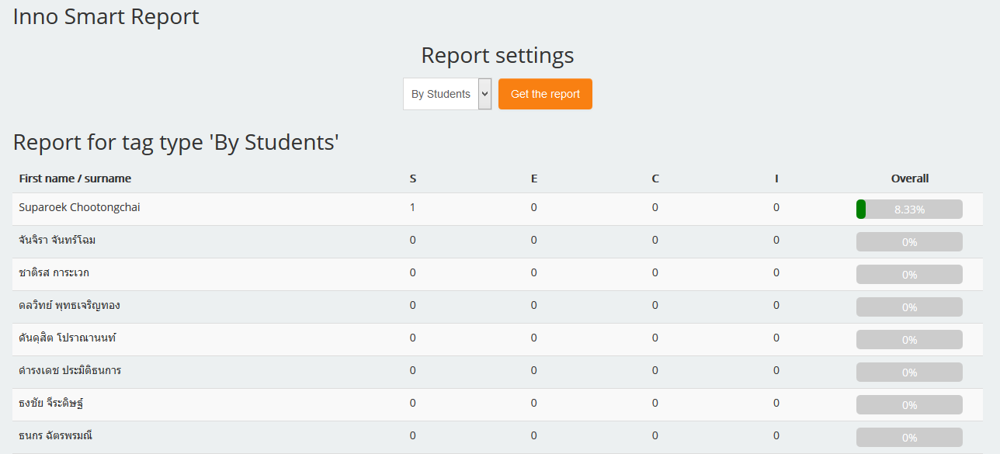 Inno Smart Report
Report settings
By Students Get the report
Report for tag type 'By Students'
First name / surname S E C I Overall
Suparoek Chootongchai 1 0 0 0 8.33%
จันจิรา จันทร์โฉม 0 0 0 0 0%
ชาติรส การะเวก 0 0 0 0 0%
ดลวิทย์ พุทธเจริญทอง 0 0 0 0 0%
ดันดุสิต โปราณานนท์ 0 0 0 0 0%
ดำรงเดช ประมิติธนการ 0 0 0 0 0%
ธงชัย จีระดิษฐ์ 0 0 0 0 0%
ธนกร ฉัตรพรมณี 0 0 0 0 0%